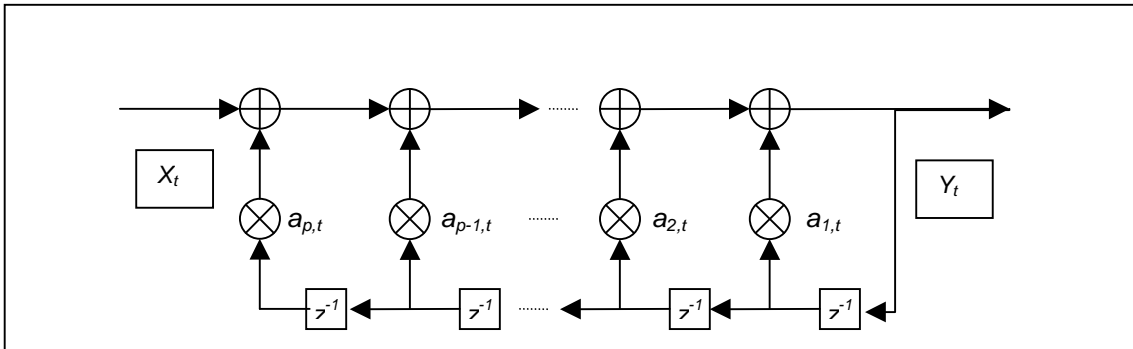 X_t
Y_t
a_{p,t} a_{p-1,t} ........ a_{2,t} a_{1,t}
z^{-1} z^{-1} ........ z^{-1} z^{-1}